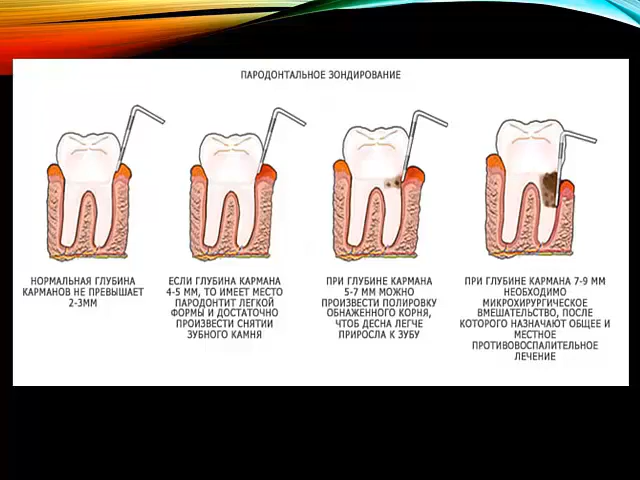 ПАРОДОНТАЛЬНОЕ ЗОНДИРОВАНИЕ
НОРМАЛЬНАЯ ГЛУБИНА
КАРМАНОВ НЕ ПРЕВЫШАЕТ
2-3ММ
ЕСЛИ ГЛУБИНА КАРМАНА
4-5 ММ, ТО ИМЕЕТ МЕСТО
ПАРОДОНТИТ ЛЕГКОЙ
ФОРМЫ И ДОСТАТОЧНО
ПРОИЗВЕСТИ СНЯТИИ
ЗУБНОГО КАМНЯ
ПРИ ГЛУБИНЕ КАРМАНА
5-7 ММ МОЖНО
ПРОИЗВЕСТИ ПОЛИРОВКУ
ОБНАЖЕННОГО КОРНЯ,
ЧТОБ ДЕСНА ЛЕГЧЕ
ПРИРОСЛА К ЗУБУ
ПРИ ГЛУБИНЕ КАРМАНА 7-9 ММ
НЕОБХОДИМО
МИКРОХИРУРГИЧЕСКОЕ
ВМЕШАТЕЛЬСТВО, ПОСЛЕ
КОТОРОГО НАЗНАЧАЮТ ОБЩЕЕ И
МЕСТНОЕ
ПРОТИВОВОСПАЛИТЕЛЬНОЕ
ЛЕЧЕНИЕ